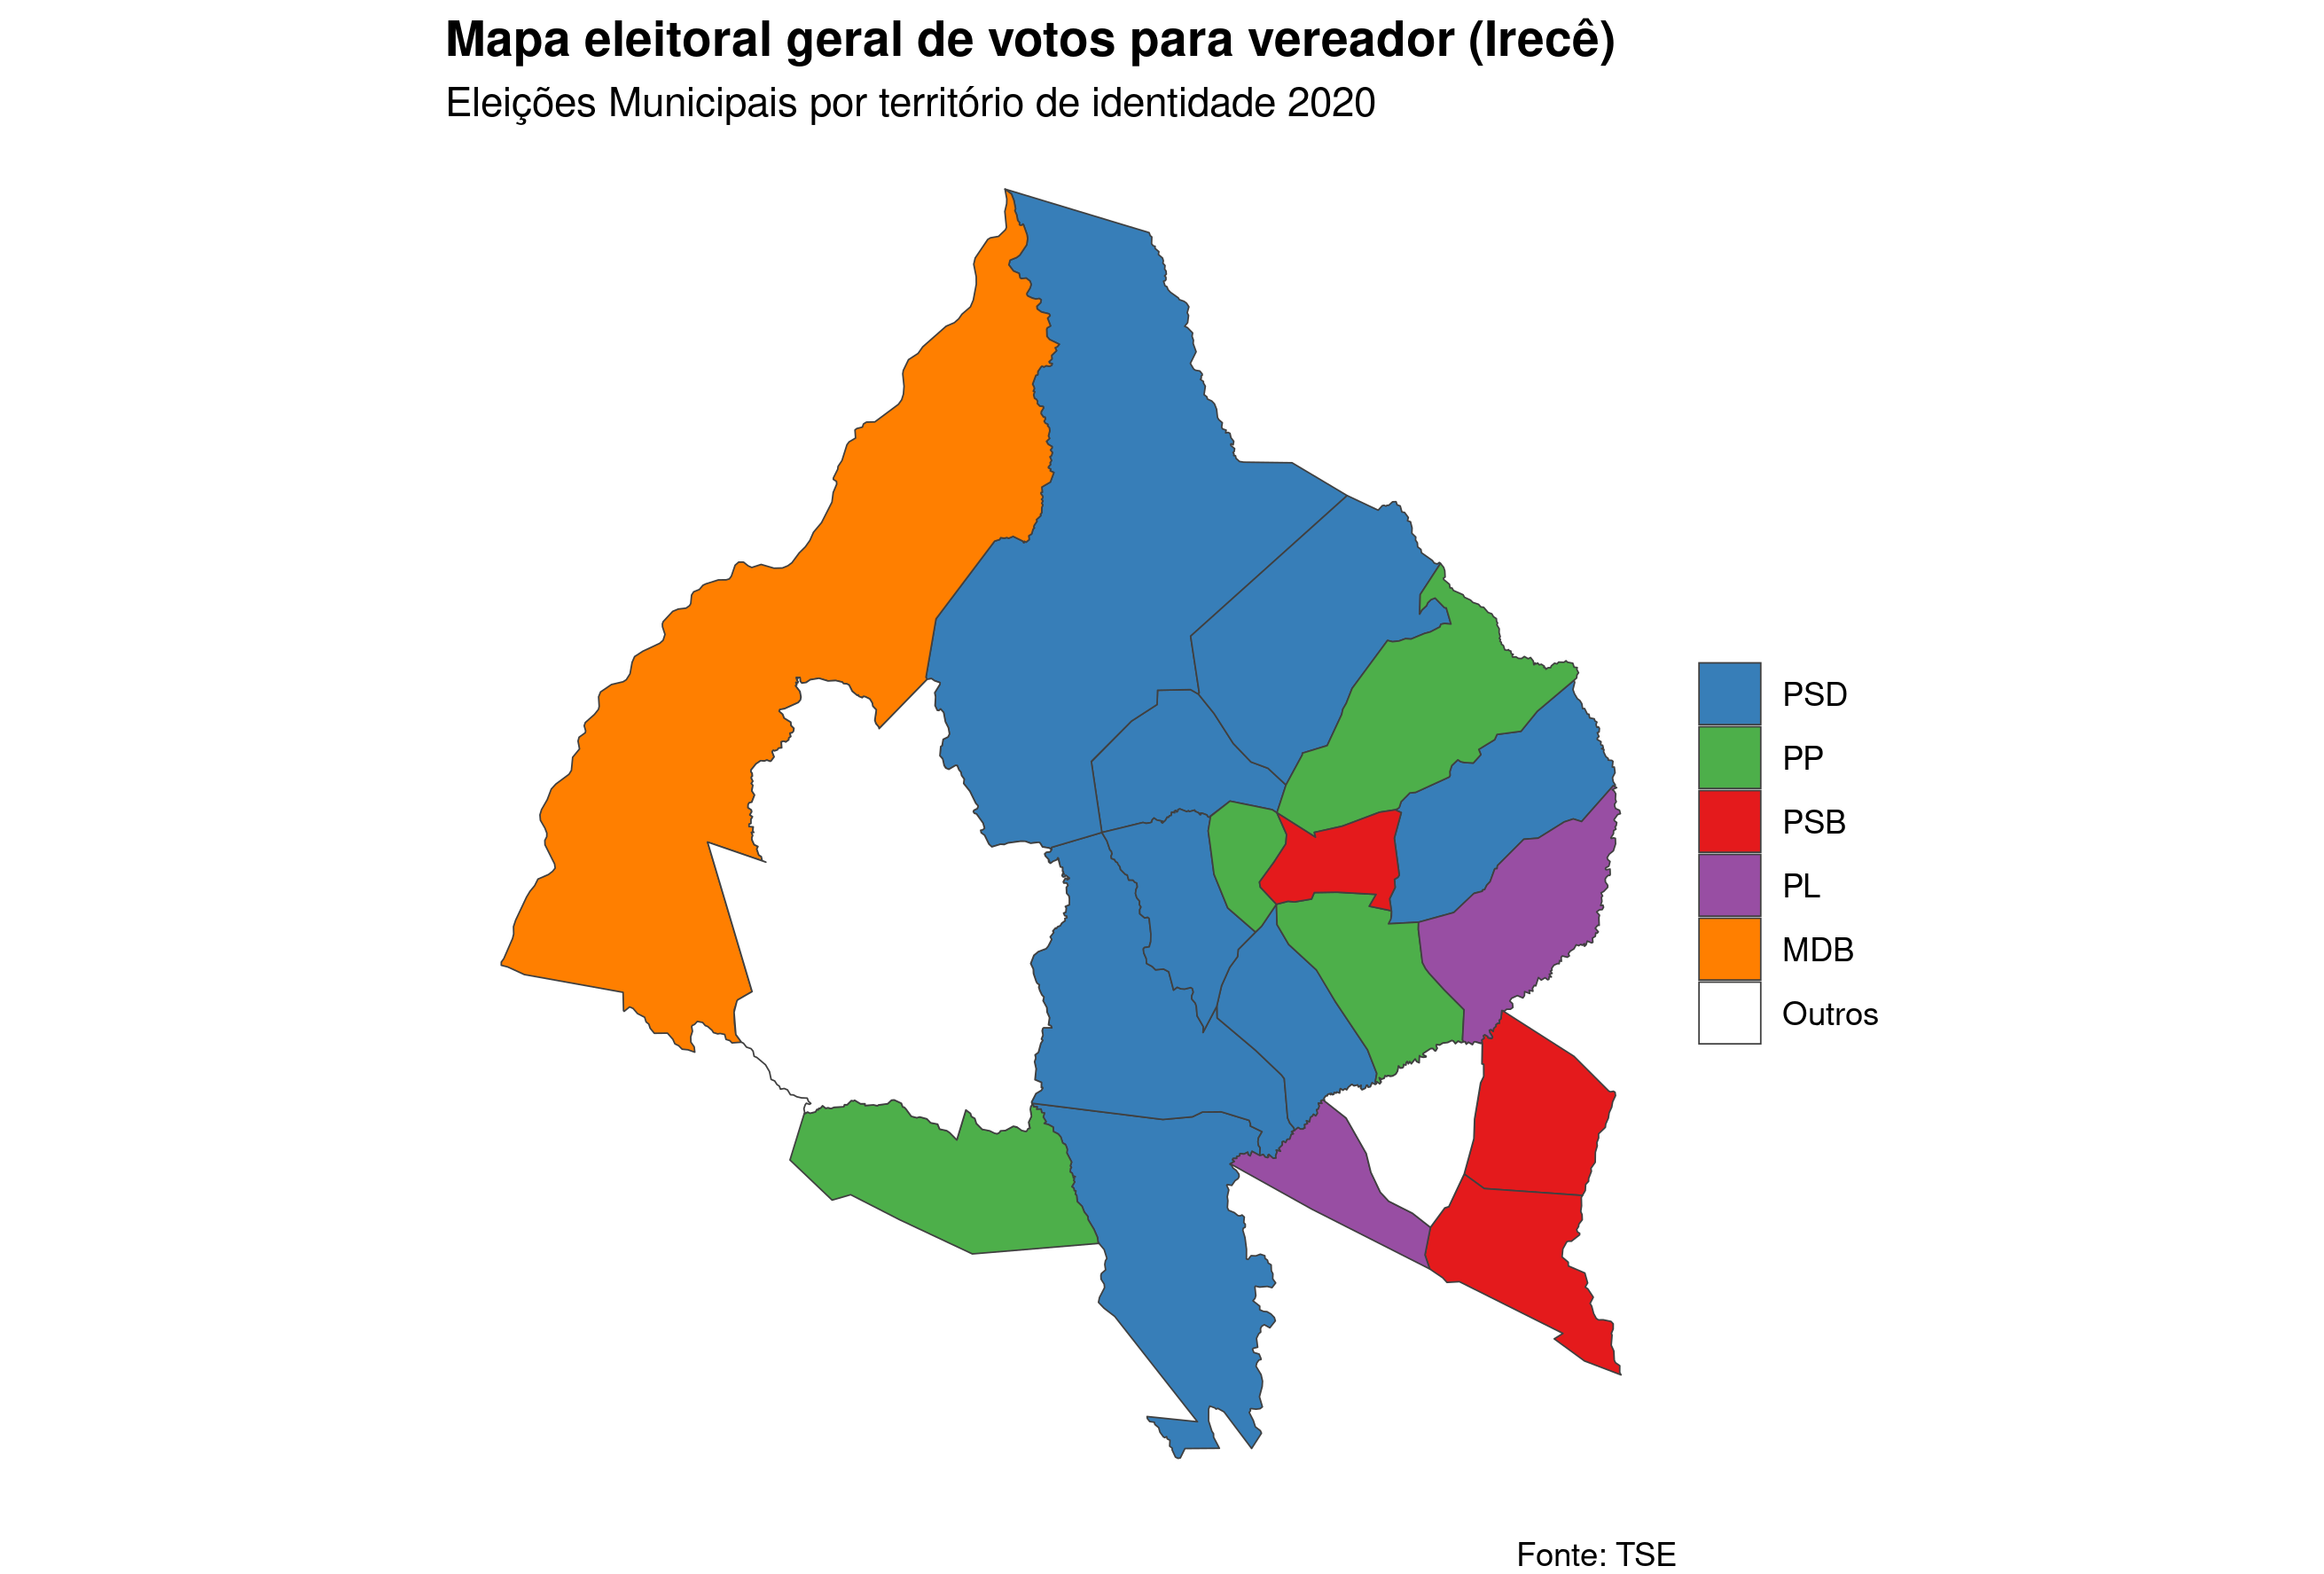 Mapa eleitoral geral de votos para vereador (Irecê)
Eleições Municipais por território de identidade 2020
PSD
PP
PSB
PL
MDB
Outros
Fonte: TSE